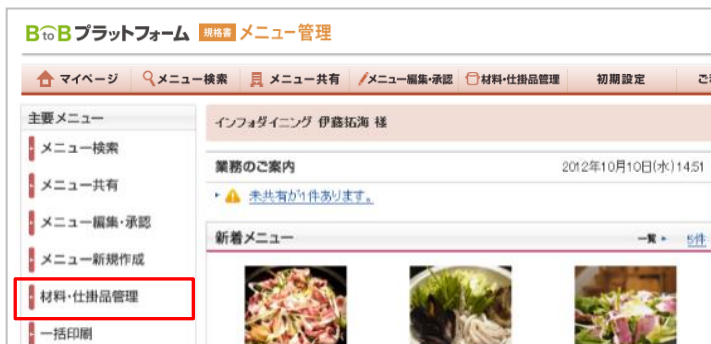 BtoBプラットフォーム 規格書 メニュー管理
マイページ メニュー検索 メニュー共有 メニュー編集・承認 材料・仕掛品管理 初期設定
主要メニュー
インフォダイニング 伊藤拓海 様
メニュー検索
業務のご案内 2012年10月10日(水)14:51
メニュー共有
未共有が1件あります。
メニュー編集・承認
新着メニュー 一覧 5件
メニュー新規作成
材料・仕掛品管理
一括印刷